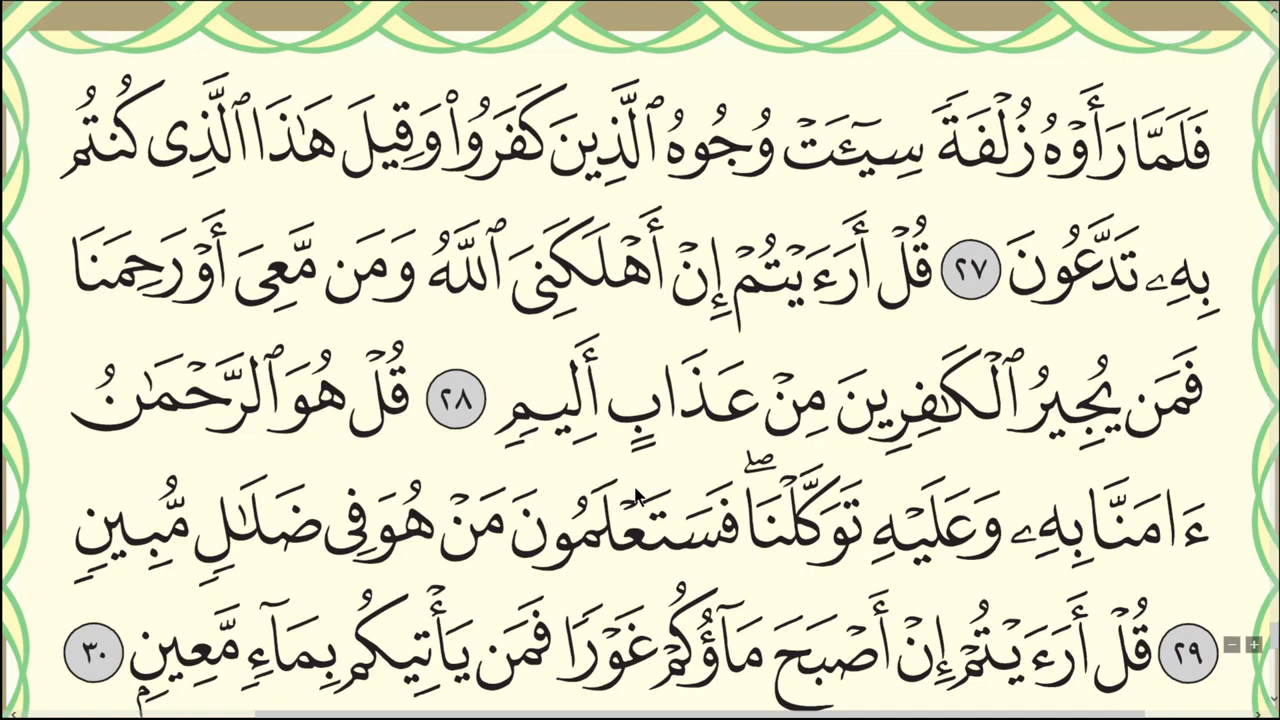 فَلَمَّا رَأَوْهُ زُلْفَةً سِيٓـَٔتْ وُجُوهُ ٱلَّذِينَ كَفَرُوا۟ وَقِيلَ هَٰذَا ٱلَّذِى كُنتُم
بِهِۦ تَدَّعُونَ ٢٧ قُلْ أَرَءَيْتُمْ إِنْ أَهْلَكَنِىَ ٱللَّهُ وَمَن مَّعِىَ أَوْ رَحِمَنَا
فَمَن يُجِيرُ ٱلْكَٰفِرِينَ مِنْ عَذَابٍ أَلِيمٍ ٢٨ قُلْ هُوَ ٱلرَّحْمَٰنُ
ءَامَنَّا بِهِۦ وَعَلَيْهِ تَوَكَّلْنَا ۖ فَسَتَعْلَمُونَ مَنْ هُوَ فِى ضَلَٰلٍ مُّبِينٍ
٢٩ قُلْ أَرَءَيْتُمْ إِنْ أَصْبَحَ مَآؤُكُمْ غَوْرًا فَمَن يَأْتِيكُم بِمَآءٍ مَّعِينٍۭ ٣٠